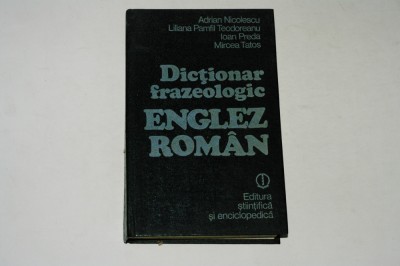 Adrian Nicolescu
Liliana Pamfil Teodoreanu
Ioan Preda
Mircea Tatos
Dicționar
frazeologic
ENGLEZ
ROMÂN
Editura
științifică
și enciclopedică